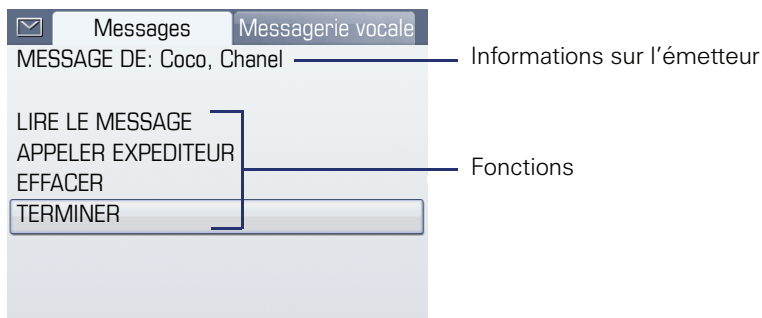 Messages Messagerie vocale
MESSAGE DE: Coco, Chanel
Informations sur l'émetteur
LIRE LE MESSAGE
APPELER EXPEDITEUR
EFFACER
TERMINER
Fonctions